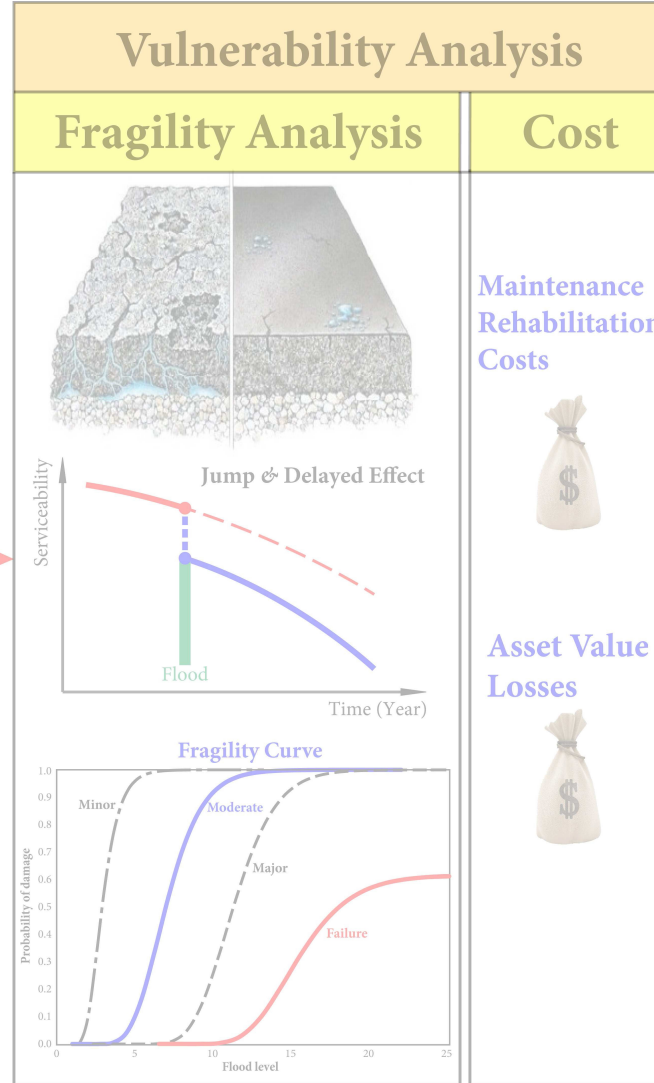 Vulnerability Analysis
Fragility Analysis
Cost
Maintenance
Rehabilitation
Costs
$
Jump & Delayed Effect
Serviceability
Flood
Time (Year)
Asset Value
Losses
$
Fragility Curve
1.0
0.9
0.8
0.7
0.6
0.5
0.4
0.3
0.2
0.1
0.0
Probability of damage
Minor
Moderate
Major
Failure
0
5
10
15
20
25
Flood level